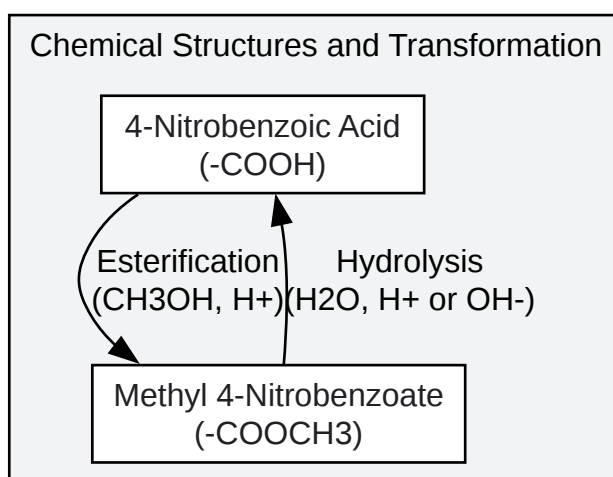 Chemical Structures and Transformation
4-Nitrobenzoic Acid
(-COOH)
Esterification
(CH3OH, H+)
Hydrolysis
(H2O, H+ or OH-)
Methyl 4-Nitrobenzoate
(-COOCH3)